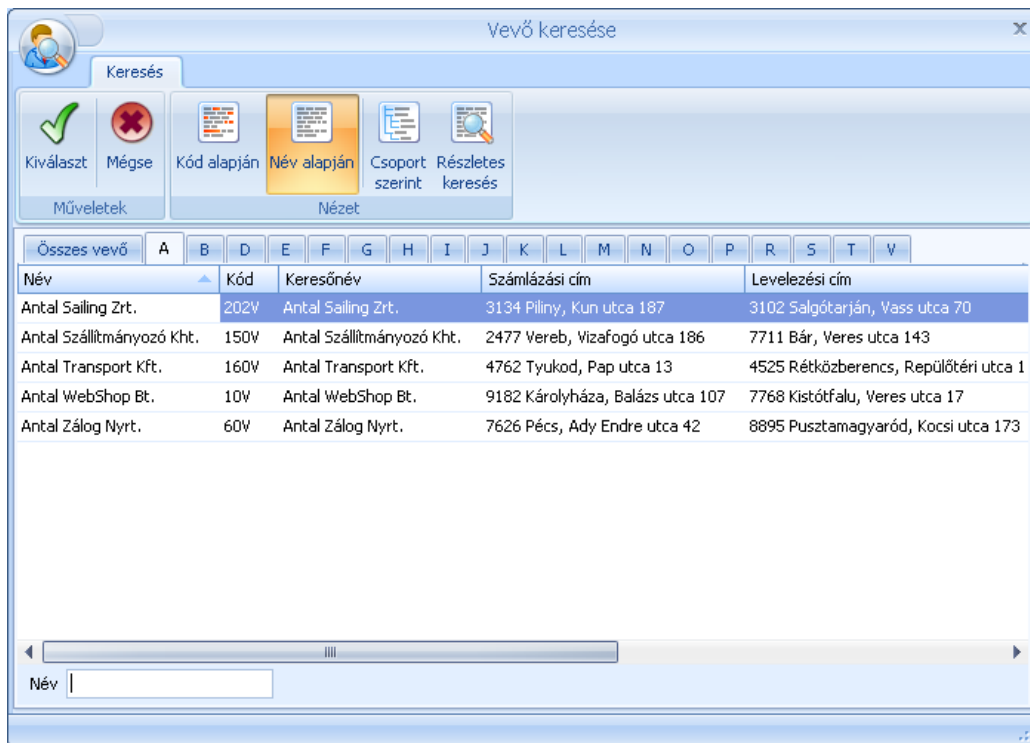 Vevő keresése
Keresés
Kiválaszt Mégse Kód alapján Név alapján Csoport szerint Részletes keresés
Műveletek Nézet
Összes vevő A B D E F G H I J K L M N O P R S T V
Név Kód Keresőnév Számlázási cím Levelezési cím
Antal Sailing Zrt. 202V Antal Sailing Zrt. 3134 Piliny, Kun utca 187 3102 Salgótarján, Vass utca 70
Antal Szállítmányozó Kht. 150V Antal Szállítmányozó Kht. 2477 Vereb, Vizafogó utca 186 7711 Bár, Veres utca 143
Antal Transport Kft. 160V Antal Transport Kft. 4762 Tyukod, Pap utca 13 4525 Rétközberencs, Repülőtéri utca 1
Antal WebShop Bt. 10V Antal WebShop Bt. 9182 Károlyháza, Balázs utca 107 7768 Kistótfalu, Veres utca 17
Antal Zálog Nyrt. 60V Antal Zálog Nyrt. 7626 Pécs, Ady Endre utca 42 8895 Pusztamagyaród, Kocsi utca 173
Név